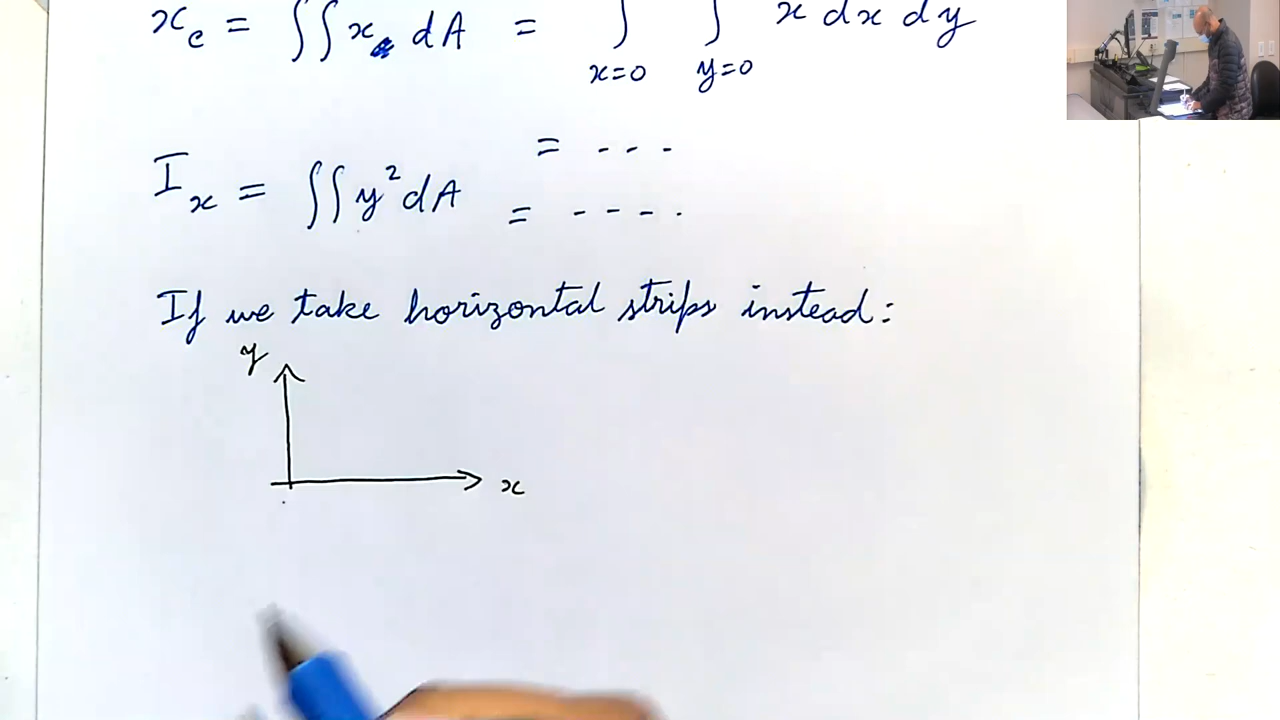 x_c = ∫∫ x dA = ∫_{x=0} ∫_{y=0} x dx dy
= - - -
I_x = ∫∫ y² dA = - - - -
If we take horizontal strips instead:
y
x